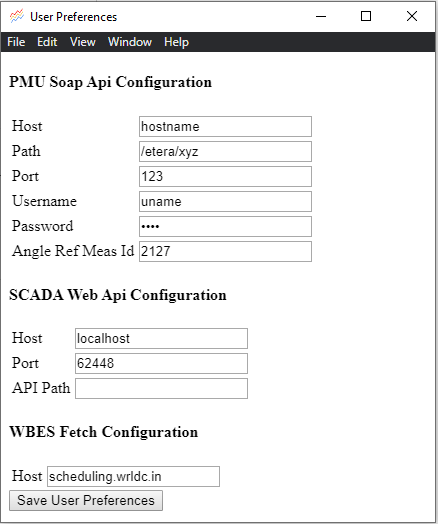 User Preferences
File Edit View Window Help
PMU Soap Api Configuration
Host hostname
Path /etera/xyz
Port 123
Username uname
Password ••••
Angle Ref Meas Id 2127
SCADA Web Api Configuration
Host localhost
Port 62448
API Path
WBES Fetch Configuration
Host scheduling.wrldc.in
Save User Preferences